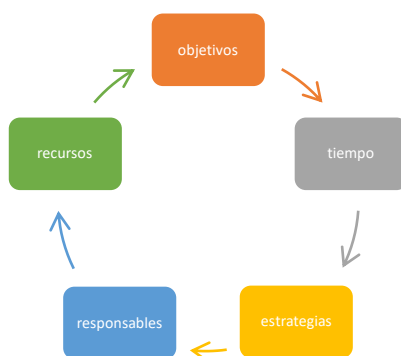 objetivos
tiempo
estrategias
responsables
recursos